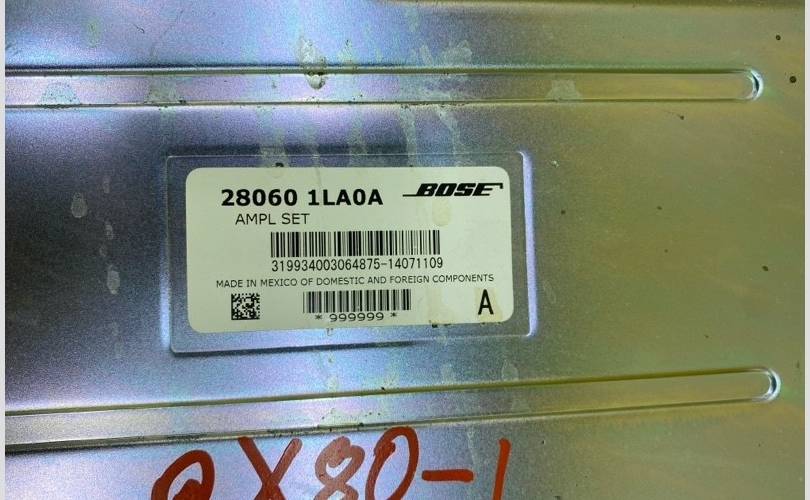 28060 1LA0A BOSE
AMPL SET
319934003064875-14071109
MADE IN MEXICO OF DOMESTIC AND FOREIGN COMPONENTS
* 999999 *
A
QX80-1